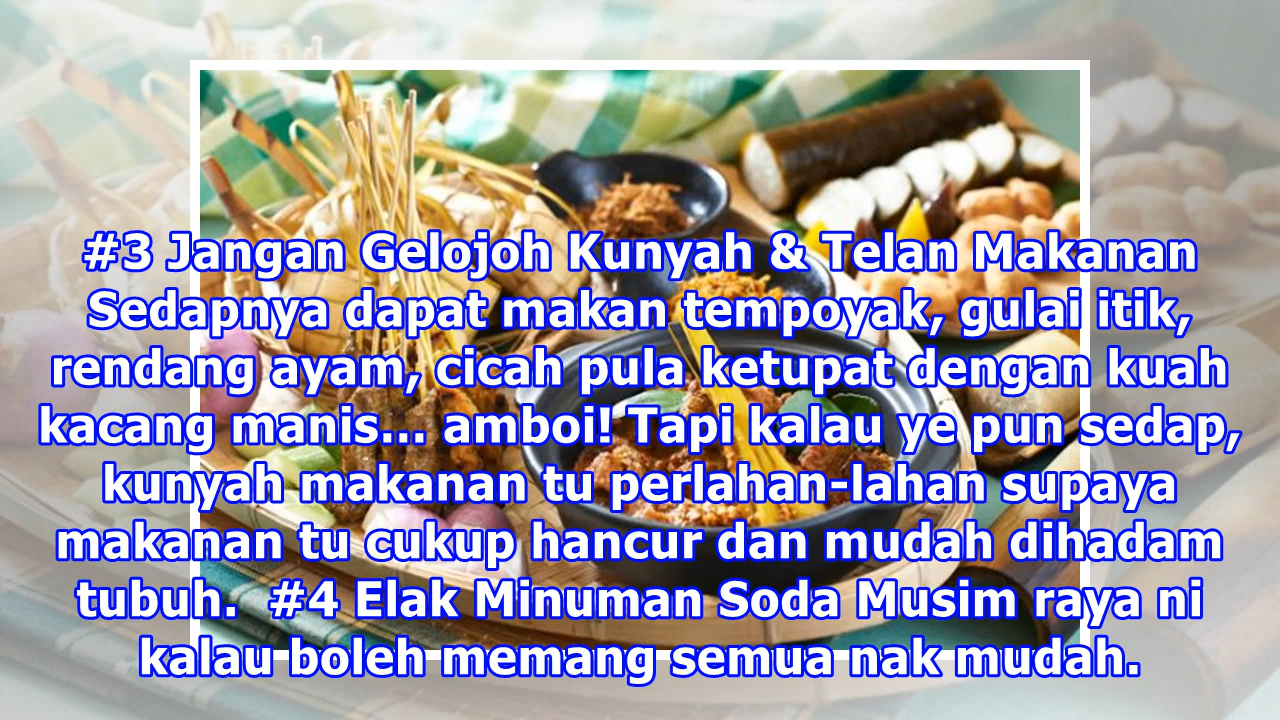 #3 Jangan Gelojoh Kunyah & Telan Makanan
Sedapnya dapat makan tempoyak, gulai itik,
rendang ayam, cicah pula ketupat dengan kuah
kacang manis... amboi! Tapi kalau ye pun sedap,
kunyah makanan tu perlahan-lahan supaya
makanan tu cukup hancur dan mudah dihadam
tubuh.  #4 Elak Minuman Soda Musim raya ni
kalau boleh memang semua nak mudah.